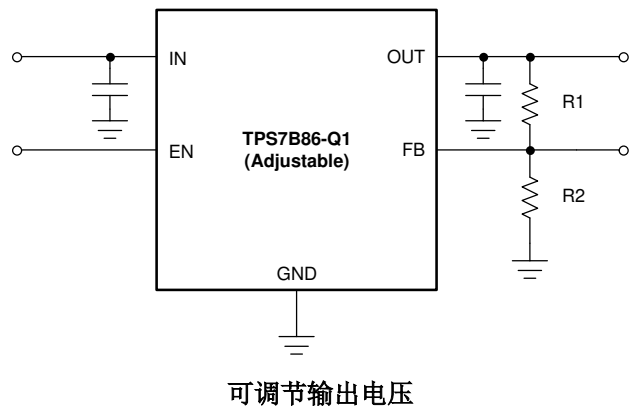 IN
OUT
R1
TPS7B86-Q1
(Adjustable)
EN
FB
R2
GND
可调节输出电压